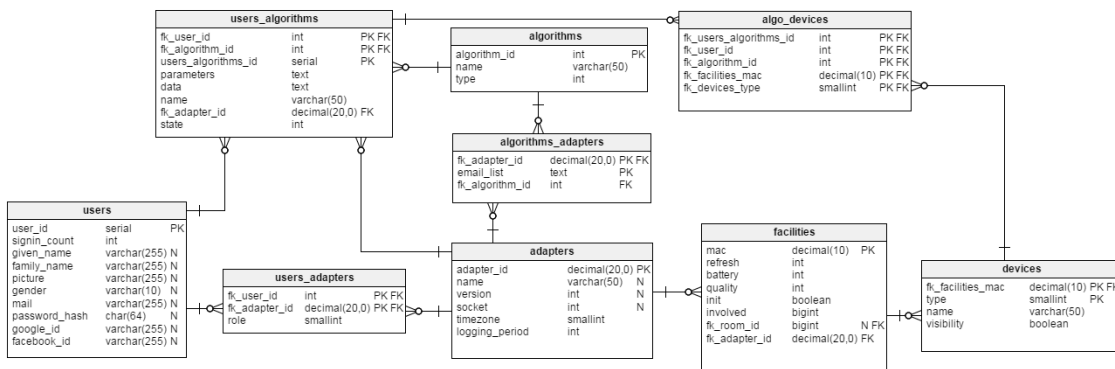 users_algorithms
fk_user_id int PK FK
fk_algorithm_id int PK FK
users_algorithms_id serial PK
parameters text
data text
name varchar(50)
fk_adapter_id decimal(20,0) FK
state int
algorithms
algorithm_id int PK
name varchar(50)
type int
algo_devices
fk_users_algorithms_id int PK FK
fk_user_id int PK FK
fk_algorithm_id int PK FK
fk_facilities_mac decimal(10) PK FK
fk_devices_type smallint PK FK
algorithms_adapters
fk_adapter_id decimal(20,0) PK FK
email_list text PK
fk_algorithm_id int FK
users
user_id serial PK
signin_count int
given_name varchar(255) N
family_name varchar(255) N
picture varchar(255) N
gender varchar(10) N
mail varchar(255) N
password_hash char(64) N
google_id varchar(255) N
facebook_id varchar(255) N
users_adapters
fk_user_id int PK FK
fk_adapter_id decimal(20,0) PK FK
role smallint
adapters
adapter_id decimal(20,0) PK
name varchar(50) N
version int N
socket int N
timezone smallint
logging_period int
facilities
mac decimal(10) PK
refresh int
battery int
quality int
init boolean
involved bigint
fk_room_id bigint N FK
fk_adapter_id decimal(20,0) FK
devices
fk_facilities_mac decimal(10) PK FK
type smallint PK
name varchar(50)
visibility boolean